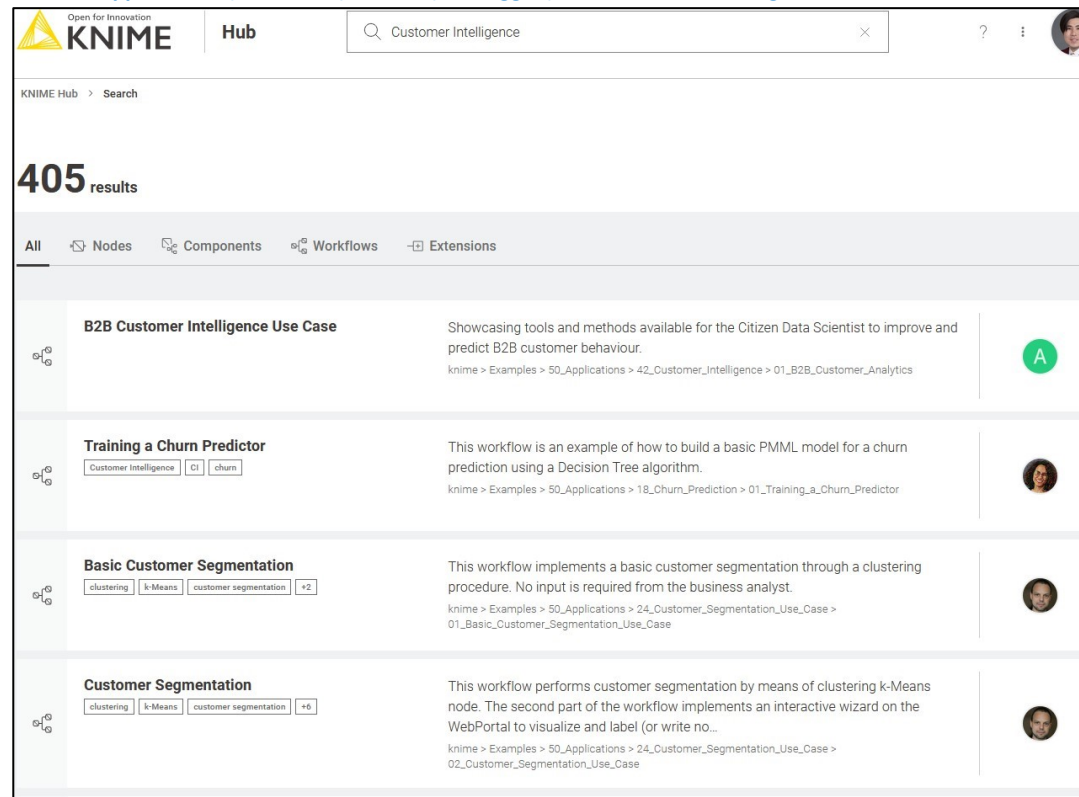 Open for Innovation
KNIME
Hub
Customer Intelligence
?
KNIME Hub > Search
405 results
All Nodes Components Workflows Extensions
B2B Customer Intelligence Use Case
Showcasing tools and methods available for the Citizen Data Scientist to improve and
predict B2B customer behaviour.
knime > Examples > 50_Applications > 42_Customer_Intelligence > 01_B2B_Customer_Analytics
A
Training a Churn Predictor
Customer Intelligence CI churn
This workflow is an example of how to build a basic PMML model for a churn
prediction using a Decision Tree algorithm.
knime > Examples > 50_Applications > 18_Churn_Prediction > 01_Training_a_Churn_Predictor
Basic Customer Segmentation
clustering k-Means customer segmentation +2
This workflow implements a basic customer segmentation through a clustering
procedure. No input is required from the business analyst.
knime > Examples > 50_Applications > 24_Customer_Segmentation_Use_Case >
01_Basic_Customer_Segmentation_Use_Case
Customer Segmentation
clustering k-Means customer segmentation +6
This workflow performs customer segmentation by means of clustering k-Means
node. The second part of the workflow implements an interactive wizard on the
WebPortal to visualize and label (or write no...
knime > Examples > 50_Applications > 24_Customer_Segmentation_Use_Case >
02_Customer_Segmentation_Use_Case